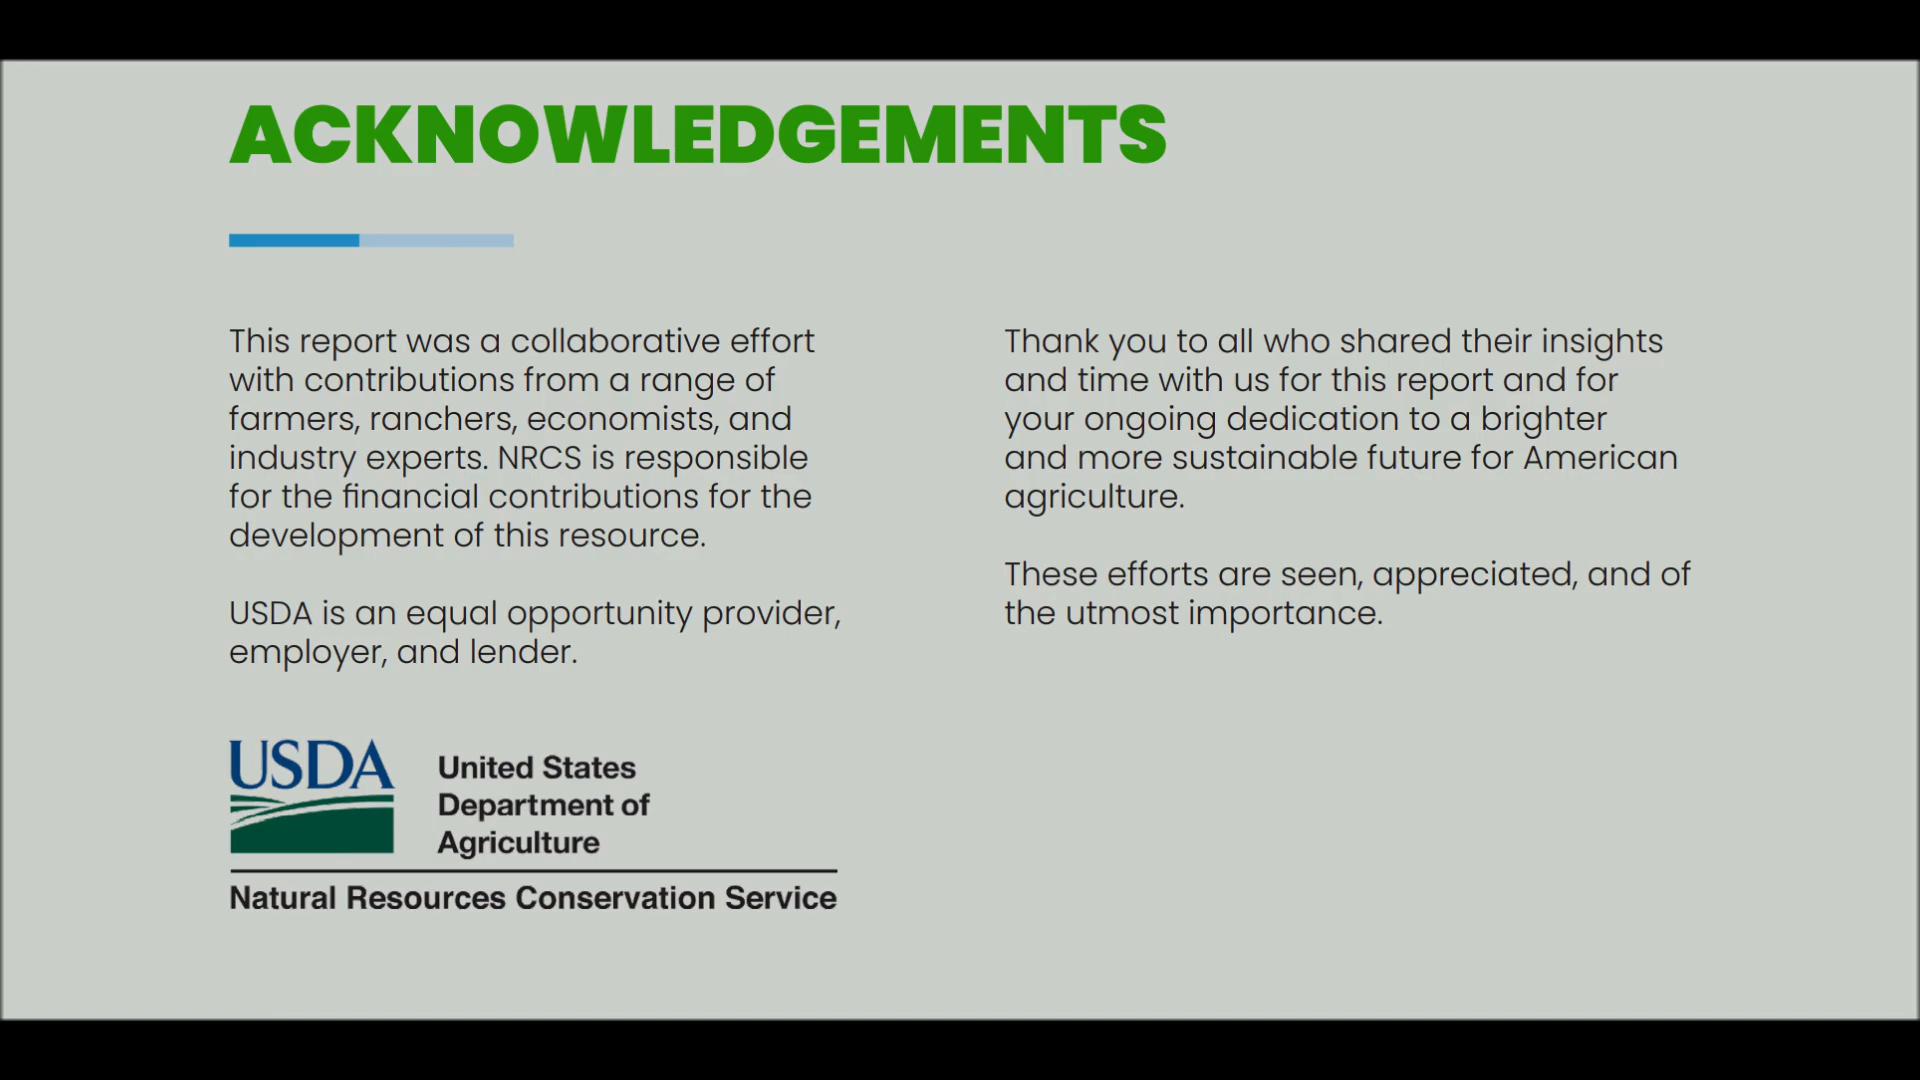 ACKNOWLEDGEMENTS
This report was a collaborative effort
with contributions from a range of
farmers, ranchers, economists, and
industry experts. NRCS is responsible
for the financial contributions for the
development of this resource.
USDA is an equal opportunity provider,
employer, and lender.
USDA
United States
Department of
Agriculture
Natural Resources Conservation Service
Thank you to all who shared their insights
and time with us for this report and for
your ongoing dedication to a brighter
and more sustainable future for American
agriculture.
These efforts are seen, appreciated, and of
the utmost importance.